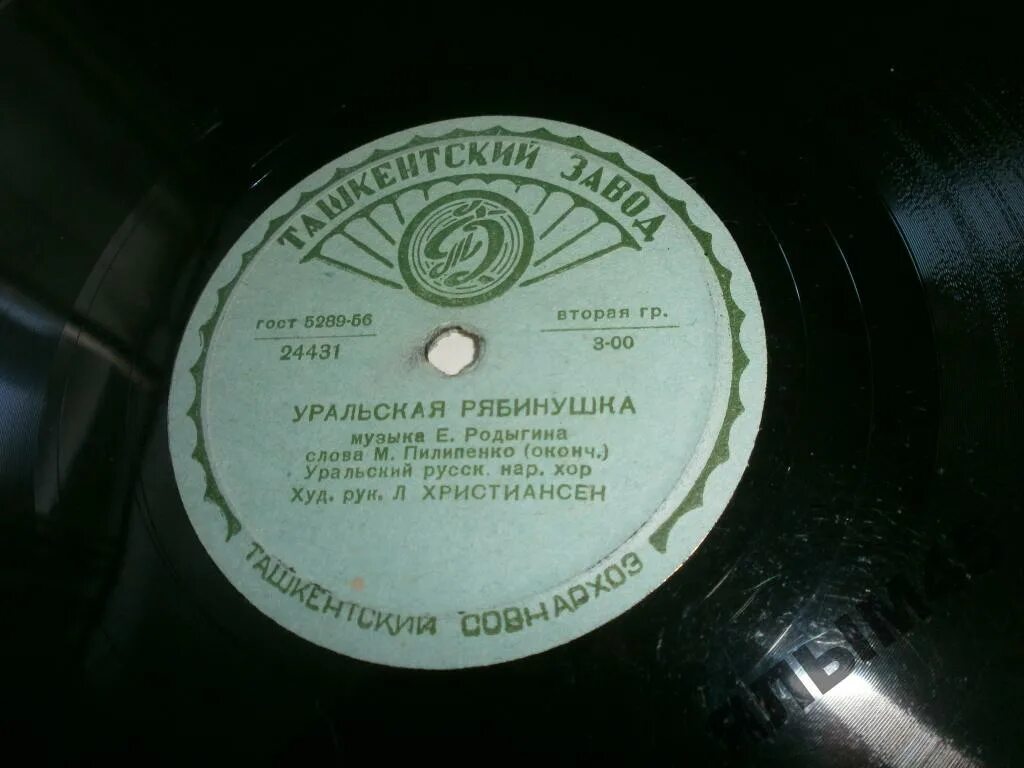 ТАШКЕНТСКИЙ ЗАВОД
гост 5289-56
24431
вторая гр.
3-00
УРАЛЬСКАЯ РЯБИНУШКА
музыка Е. Родыгина
слова М. Пилипенко (оконч.)
Уральский русск. нар. хор
Худ. рук. Л ХРИСТИАНСЕН
ТАШКЕНТСКИЙ СОВНАРХОЗ